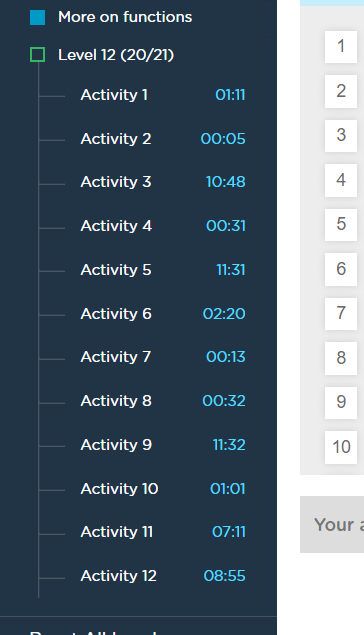 More on functions
Level 12 (20/21)
Activity 1 01:11
Activity 2 00:05
Activity 3 10:48
Activity 4 00:31
Activity 5 11:31
Activity 6 02:20
Activity 7 00:13
Activity 8 00:32
Activity 9 11:32
Activity 10 01:01
Activity 11 07:11
Activity 12 08:55
1
2
3
4
5
6
7
8
9
10
Your a